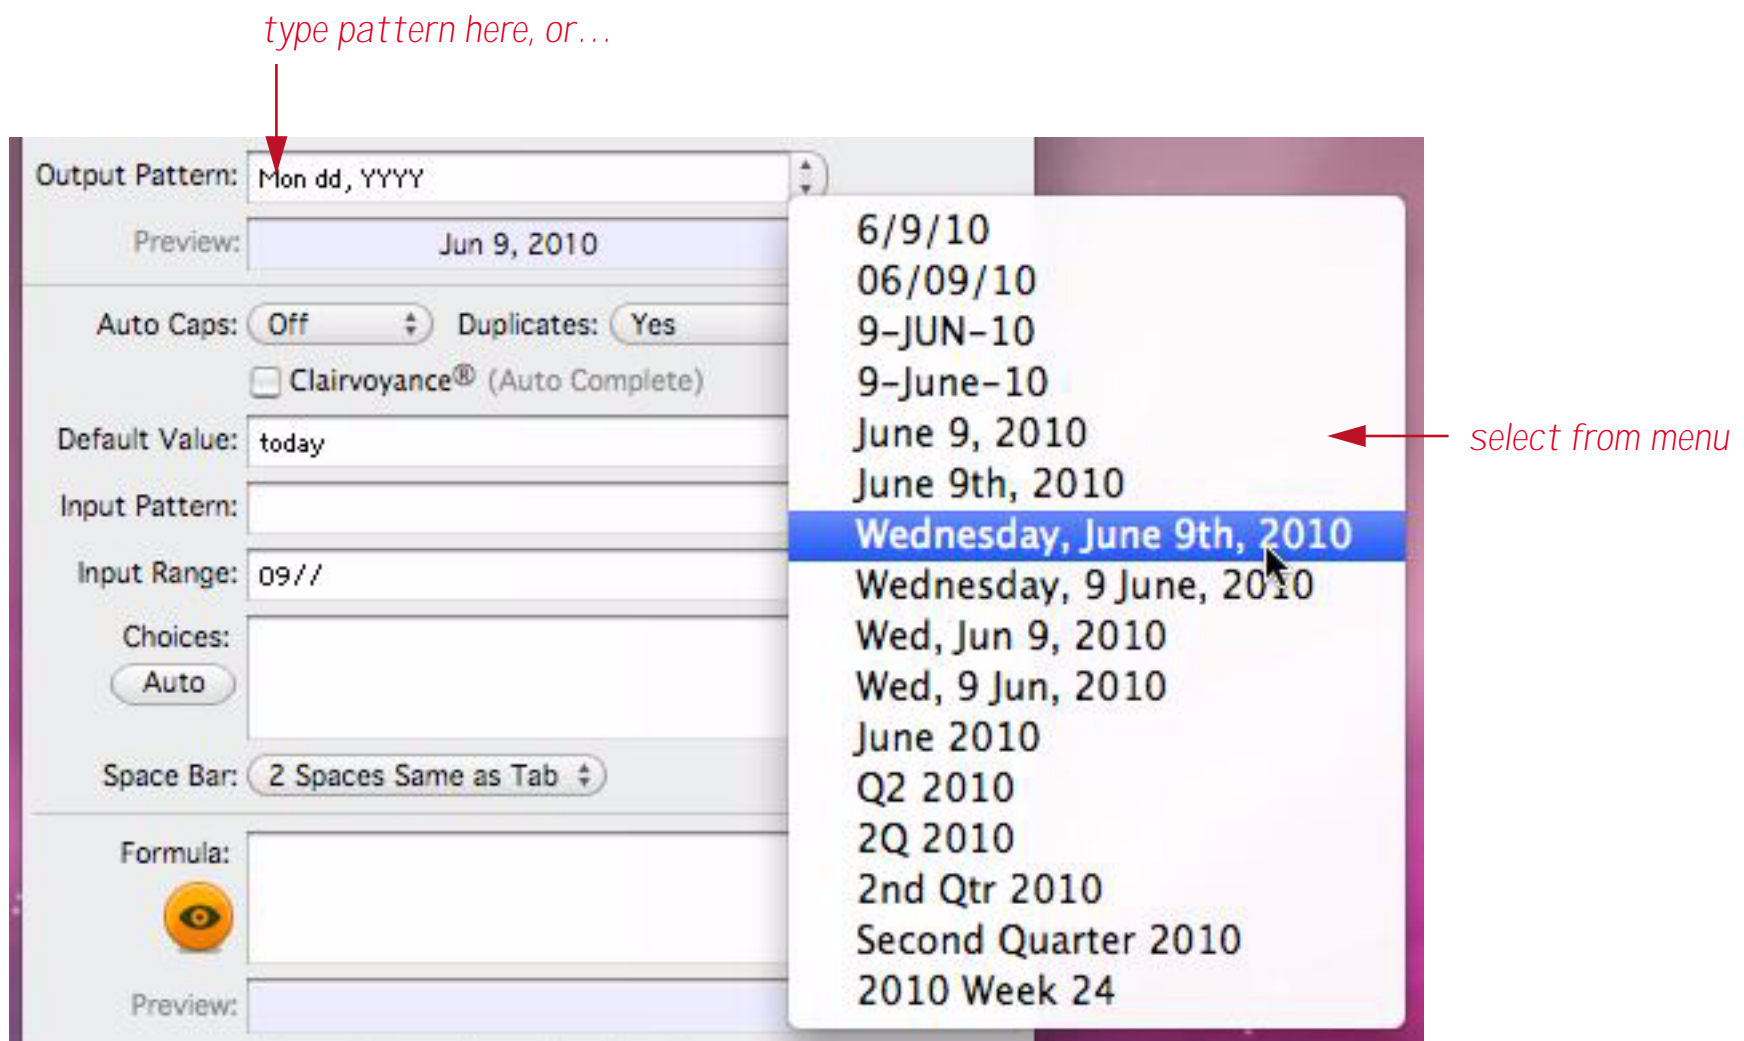 type pattern here, or...
Output Pattern: Mon dd, YYYY
Preview: Jun 9, 2010
Auto Caps: Off Duplicates: Yes
Clairvoyance® (Auto Complete)
Default Value: today
Input Pattern:
Input Range: 09//
Choices:
Auto
Space Bar: 2 Spaces Same as Tab
Formula:
Preview:
6/9/10
06/09/10
9-JUN-10
9-June-10
June 9, 2010
June 9th, 2010
Wednesday, June 9th, 2010
Wednesday, 9 June, 2010
Wed, Jun 9, 2010
Wed, 9 Jun, 2010
June 2010
Q2 2010
2Q 2010
2nd Qtr 2010
Second Quarter 2010
2010 Week 24
select from menu